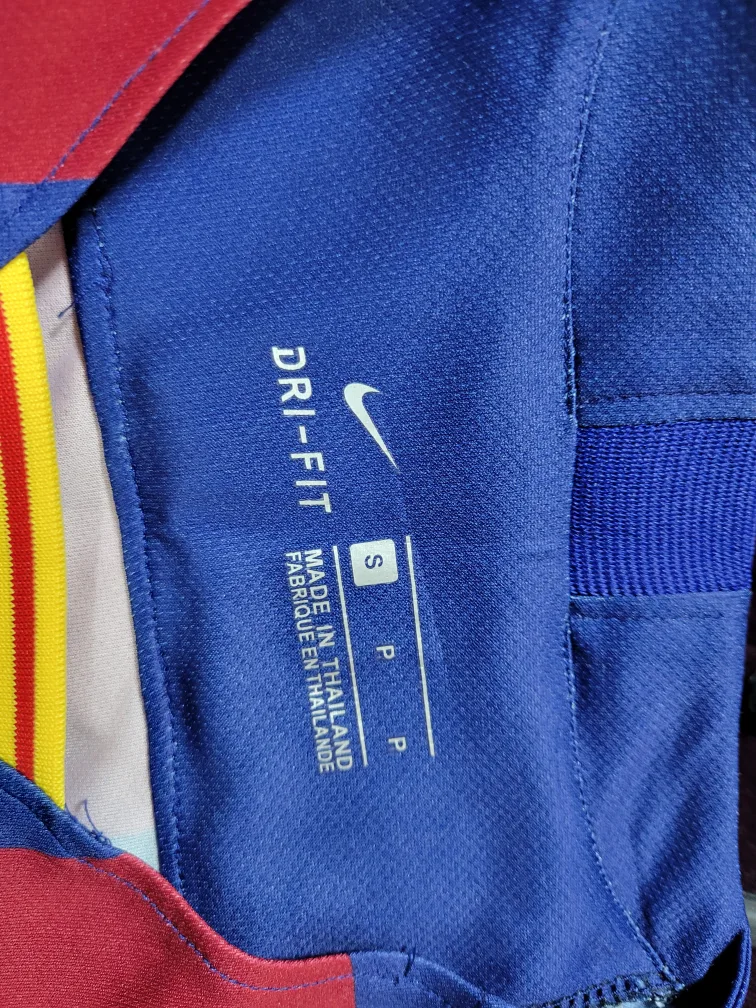 DRI-FIT
S P P
MADE IN THAILAND
FABRIQUE EN THAILANDE